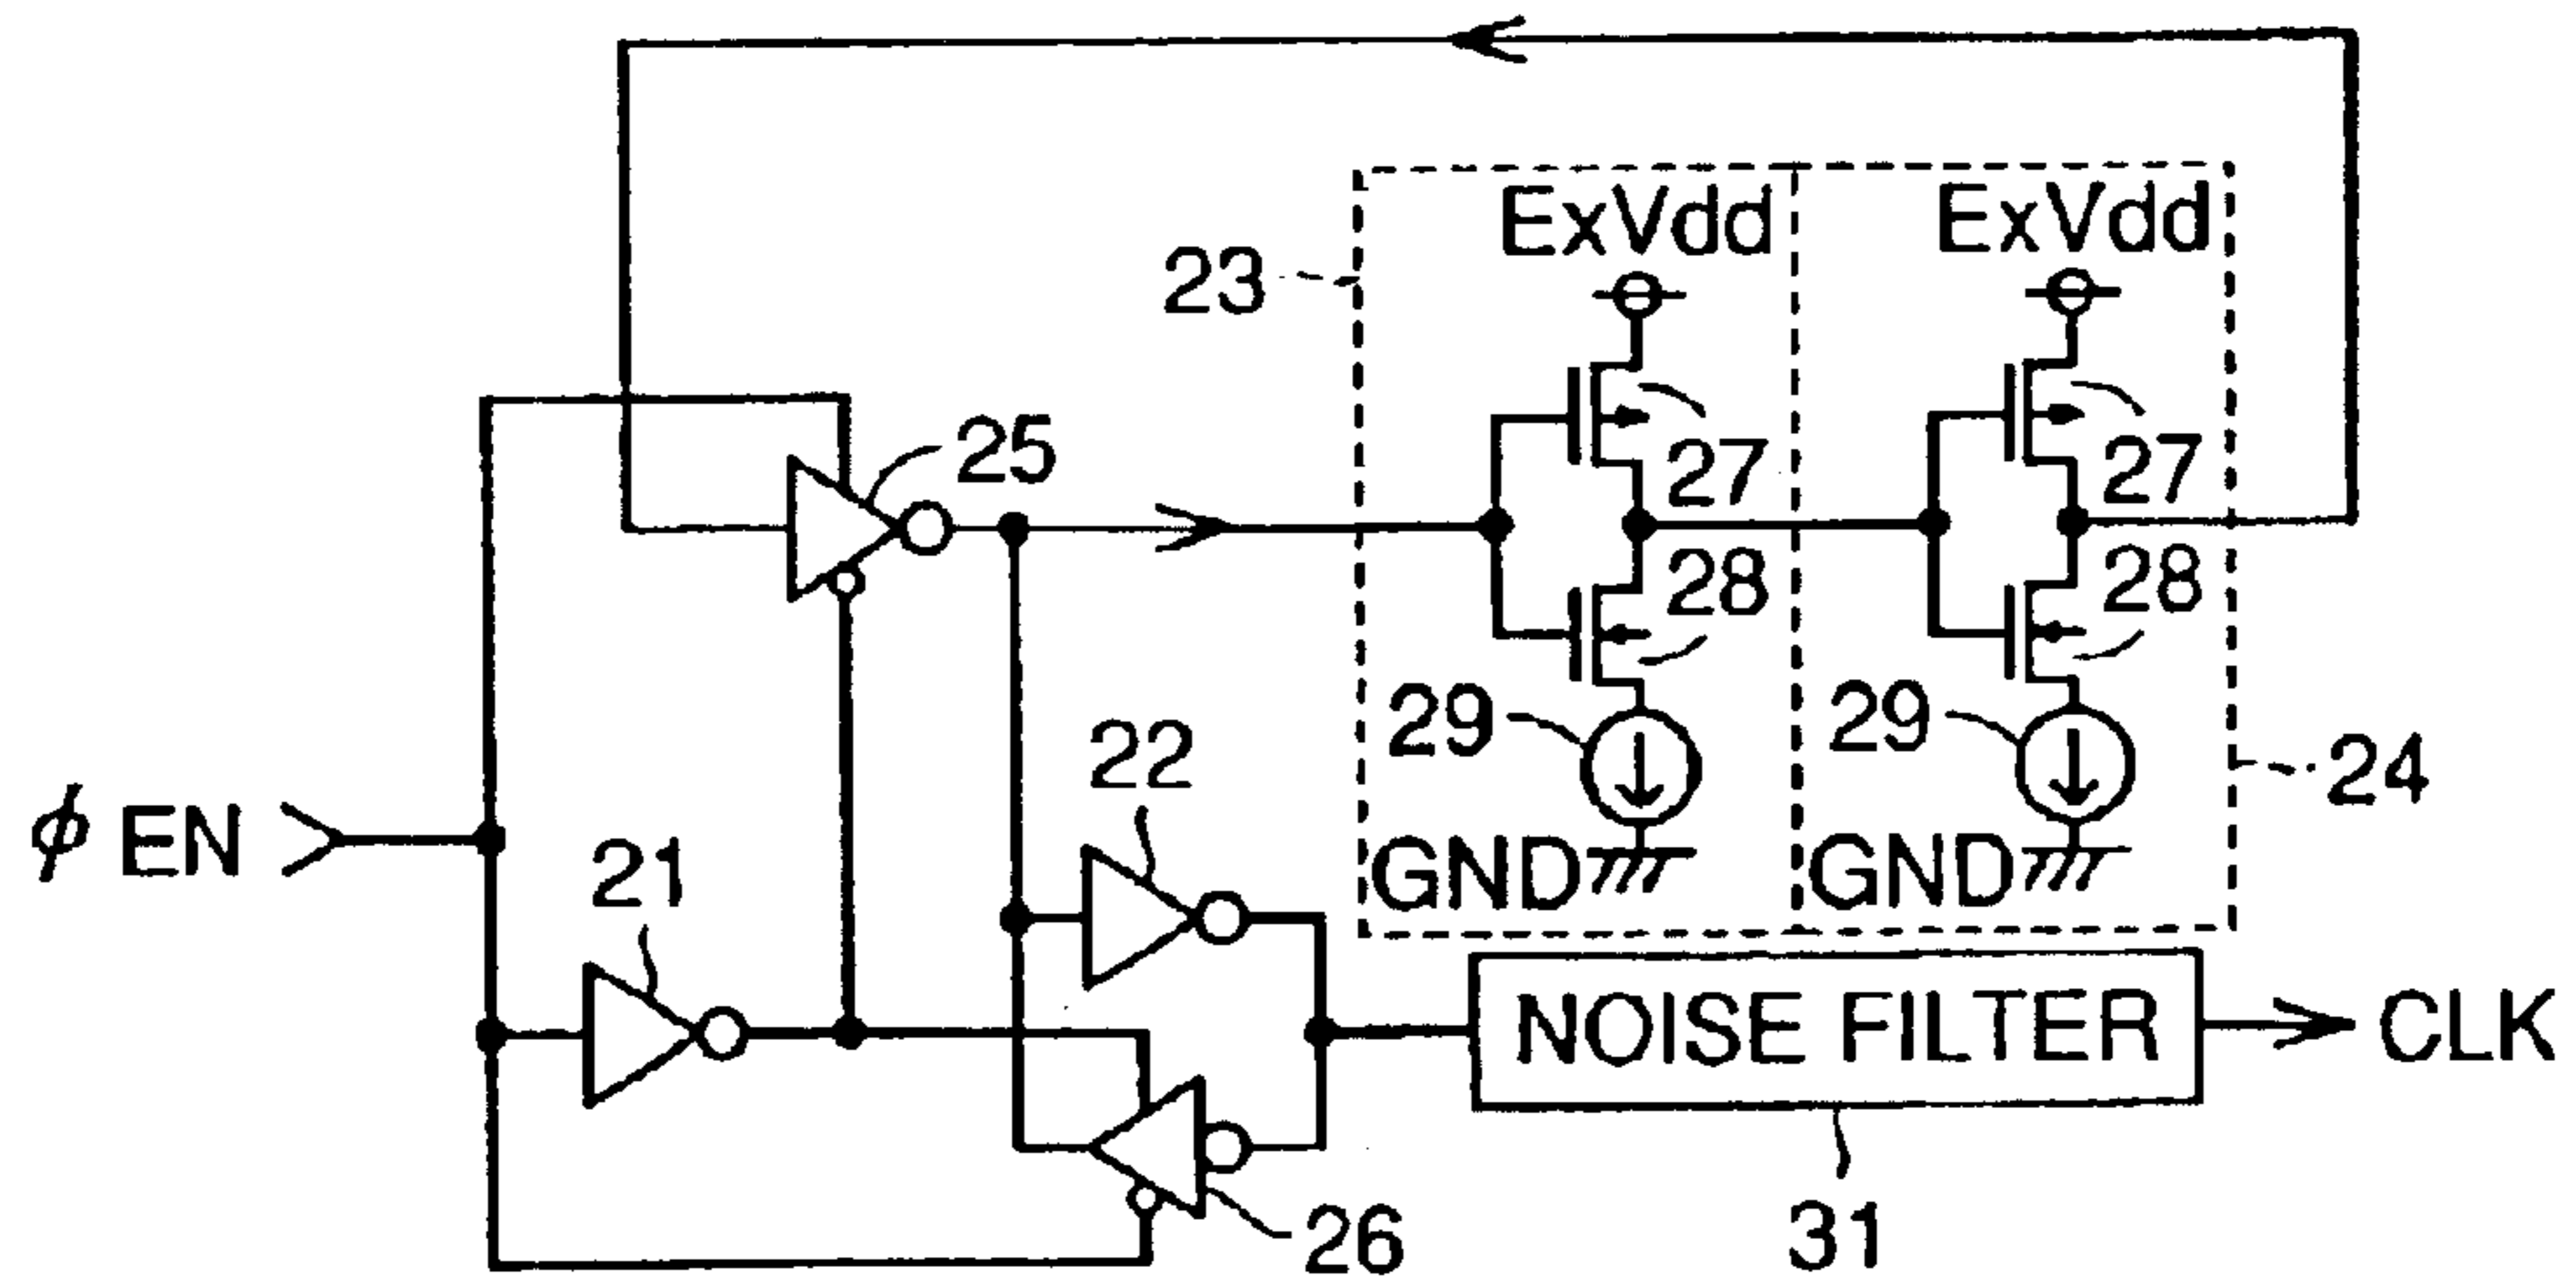 ExVdd
ExVdd
23
25
27
27
28
28
22
29
29
24
φ EN
21
GND
GND
NOISE FILTER
CLK
26
31